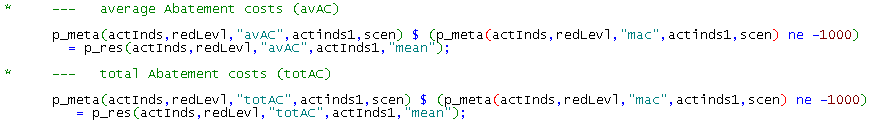 *     ---   average Abatement costs (avAC)
p_meta(actInds,redLevl,"avAC",actinds1,scen) $ (p_meta(actInds,redLevl,"mac",actinds1,scen) ne -1000)
= p_res(actInds,redLevl,"avAC",actInds1,"mean");
*     ---   total Abatement costs (totAC)
p_meta(actInds,redLevl,"totAC",actinds1,scen) $ (p_meta(actInds,redLevl,"mac",actinds1,scen) ne -1000)
= p_res(actInds,redLevl,"totAC",actInds1,"mean");